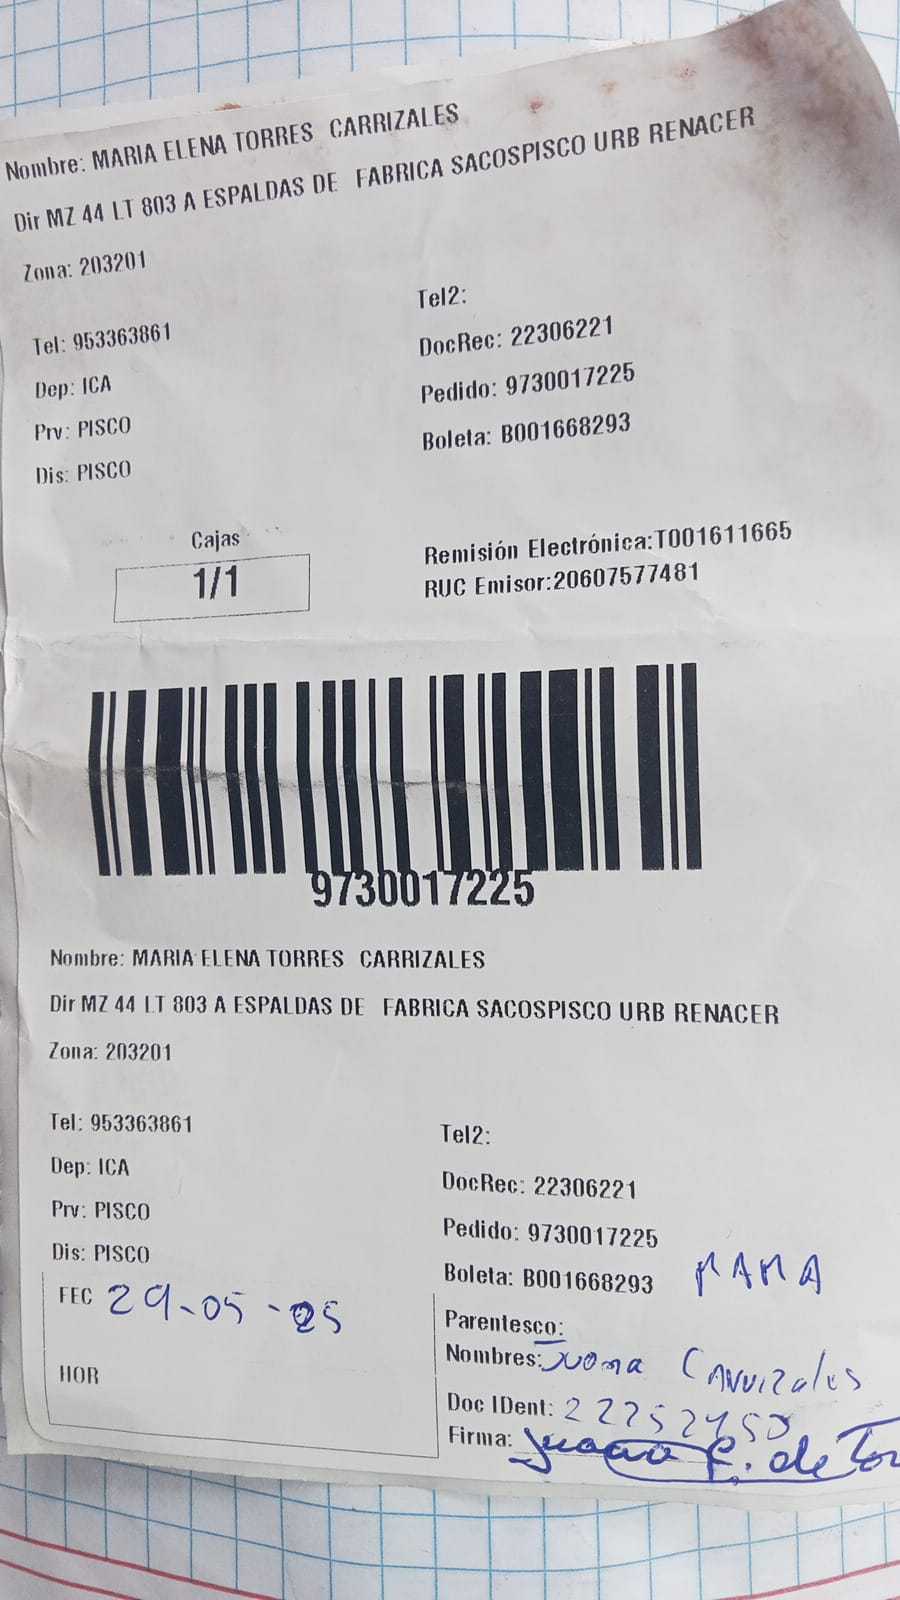 Nombre: MARIA ELENA TORRES CARRIZALES
Dir MZ 44 LT 803 A ESPALDAS DE FABRICA SACOSPISCO URB RENACER
Zona: 203201
Tel2:
Tel: 953363861
DocRec: 22306221
Dep: ICA
Pedido: 9730017225
Prv: PISCO
Boleta: B001668293
Dis: PISCO
Cajas
1/1
Remisión Electrónica:T001611665
RUC Emisor:20607577481
9730017225
Nombre: MARIA ELENA TORRES CARRIZALES
Dir MZ 44 LT 803 A ESPALDAS DE FABRICA SACOSPISCO URB RENACER
Zona: 203201
Tel: 953363861
Tel2:
Dep: ICA
DocRec: 22306221
Prv: PISCO
Pedido: 9730017225
Dis: PISCO
Boleta: B001668293 MAMA
FEC 29-05-25
Parentesco:
Nombres: Juana Carrizales
HOR
Doc IDent:
Firma: Juana C. de Tor